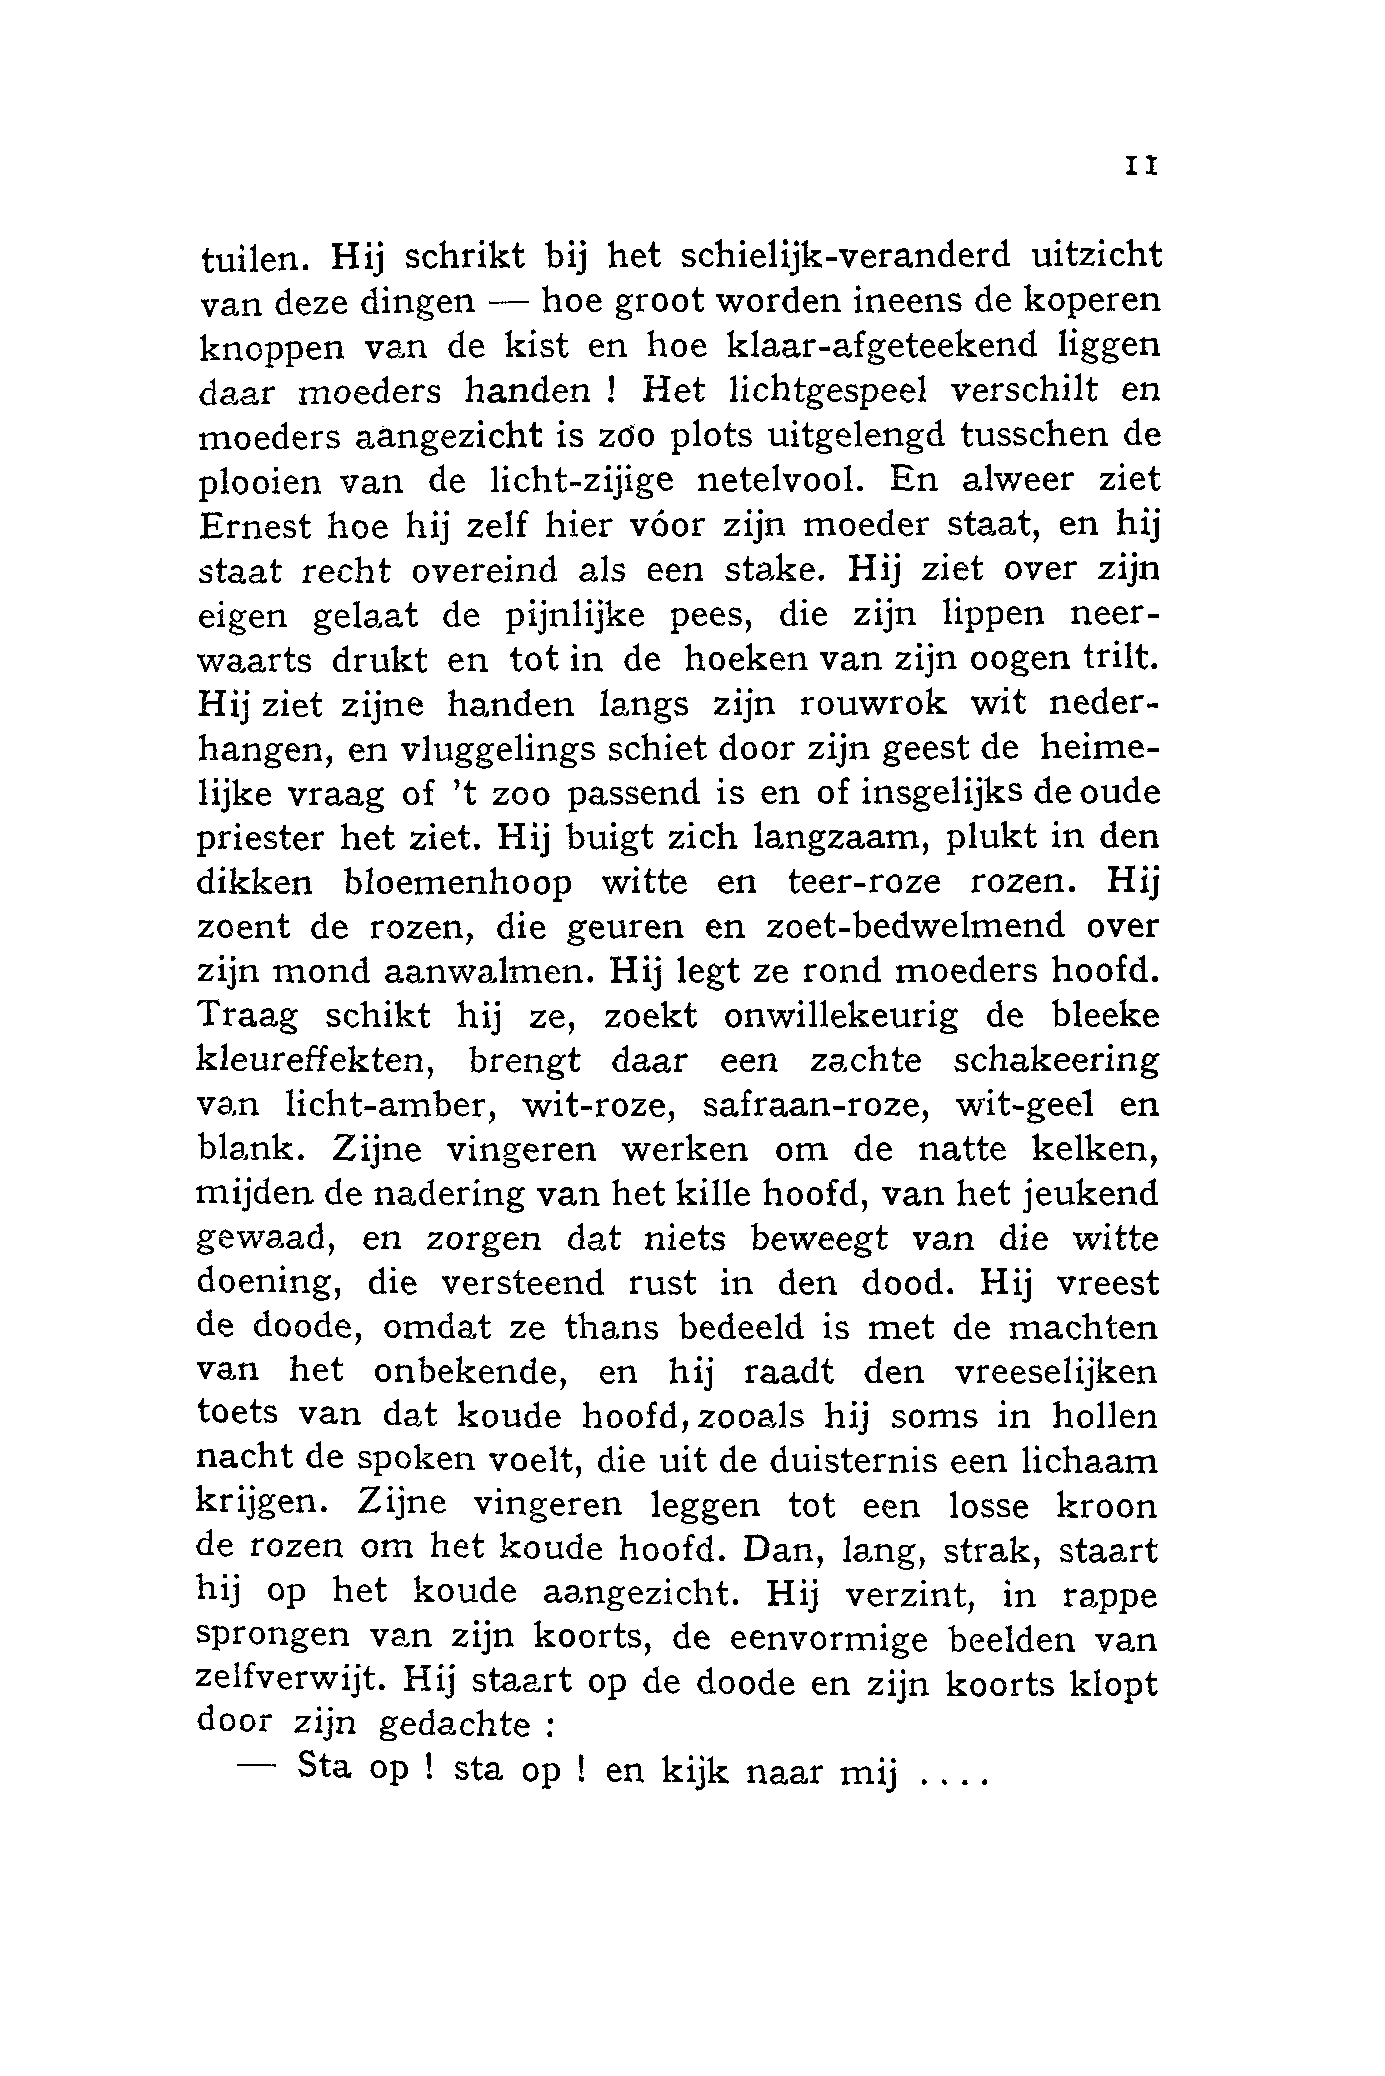 11
tuilen. Hij schrikt bij het schielijk-veranderd uitzicht
van deze dingen — hoe groot worden ineens de koperen
knoppen van de kist en hoe klaar-afgeteekend liggen
daar moeders handen ! Het lichtgespeel verschilt en
moeders aangezicht is zóo plots uitgelengd tusschen de
plooien van de licht-zijige netelvool. En alweer ziet
Ernest hoe hij zelf hier vóor zijn moeder staat, en hij
staat recht overeind als een stake. Hij ziet over zijn
eigen gelaat de pijnlijke pees, die zijn lippen neer-
waarts drukt en tot in de hoeken van zijn oogen trilt.
Hij ziet zijne handen langs zijn rouwrok wit neder-
hangen, en vluggelings schiet door zijn geest de heime-
lijke vraag of 't zoo passend is en of insgelijks de oude
priester het ziet. Hij buigt zich langzaam, plukt in den
dikken bloemenhoop witte en teer-roze rozen. Hij
zoent de rozen, die geuren en zoet-bedwelmend over
zijn mond aanwalmen. Hij legt ze rond moeders hoofd.
Traag schikt hij ze, zoekt onwillekeurig de bleeke
kleureffekten, brengt daar een zachte schakeering
van licht-amber, wit-roze, safraan-roze, wit-geel en
blank. Zijne vingeren werken om de natte kelken,
mijden de nadering van het kille hoofd, van het jeukend
gewaad, en zorgen dat niets beweegt van die witte
doening, die versteend rust in den dood. Hij vreest
de doode, omdat ze thans bedeeld is met de machten
van het onbekende, en hij raadt den vreeselijken
toets van dat koude hoofd, zooals hij soms in hollen
nacht de spoken voelt, die uit de duisternis een lichaam
krijgen. Zijne vingeren leggen tot een losse kroon
de rozen om het koude hoofd. Dan, lang, strak, staart
hij op het koude aangezicht. Hij verzint, in rappe
sprongen van zijn koorts, de eenvormige beelden van
zelfverwijt. Hij staart op de doode en zijn koorts klopt
door zijn gedachte :
— Sta op ! sta op ! en kijk naar mij ....